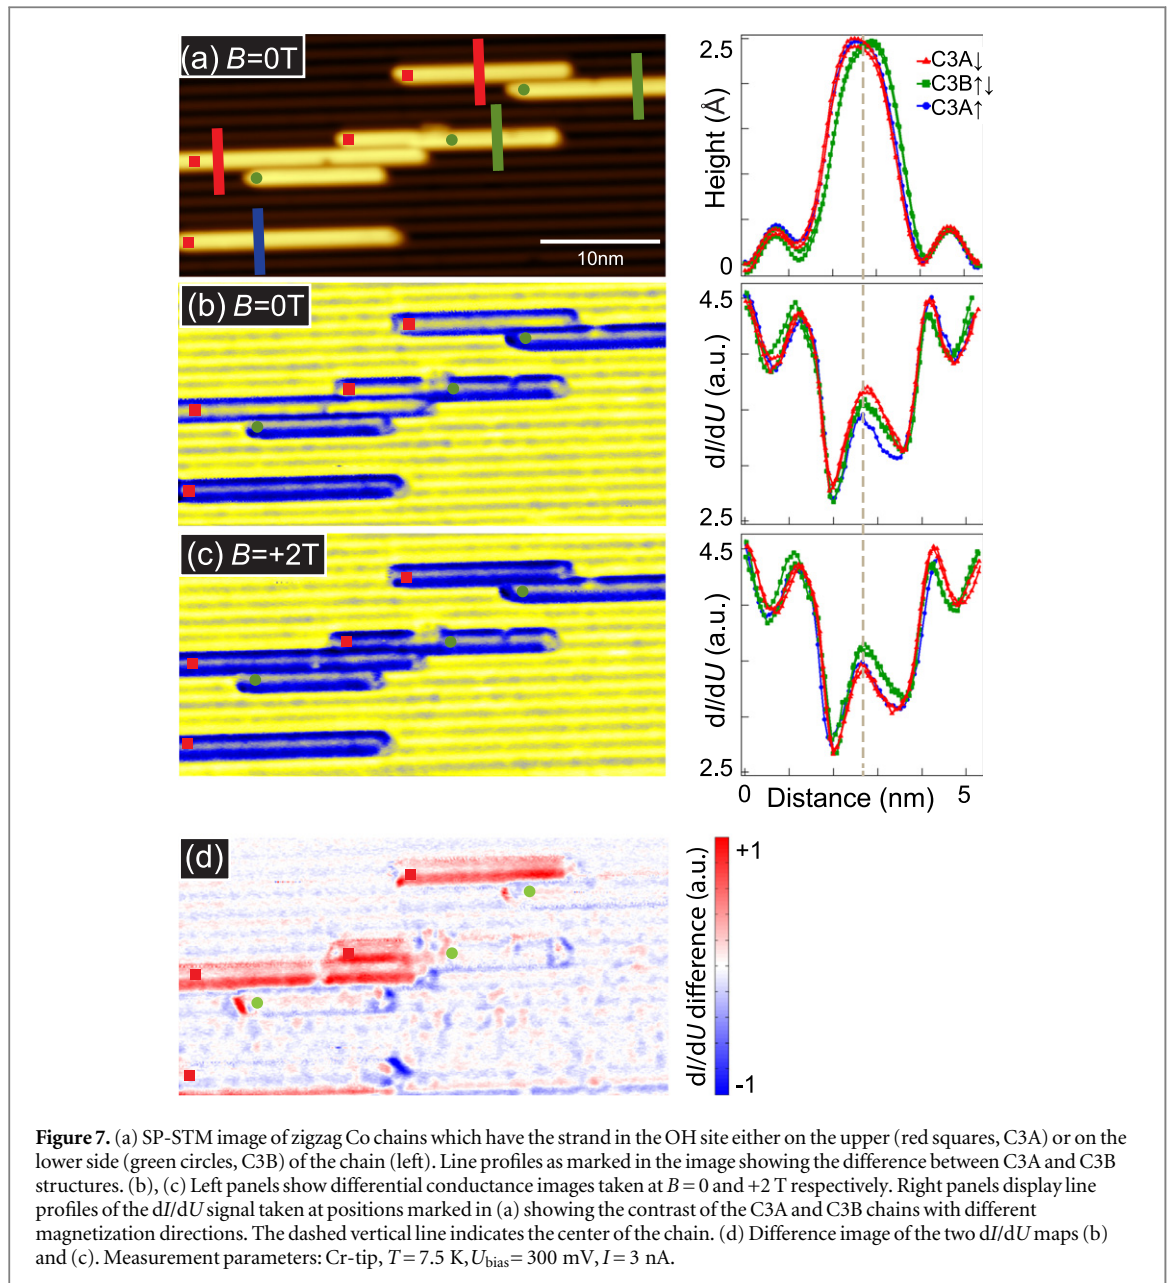 (a) B=0T
10nm
2.5
Height (Å)
0
C3A↓
C3B↑↓
C3A↑
(b) B=0T
4.5
dI/dU (a.u.)
2.5
(c) B=+2T
4.5
dI/dU (a.u.)
2.5
0 Distance (nm) 5
(d)
+1
dI/dU difference (a.u.)
-1
Figure 7. (a) SP-STM image of zigzag Co chains which have the strand in the OH site either on the upper (red squares, C3A) or on the
lower side (green circles, C3B) of the chain (left). Line profiles as marked in the image showing the difference between C3A and C3B
structures. (b), (c) Left panels show differential conductance images taken at B = 0 and +2 T respectively. Right panels display line
profiles of the dI/dU signal taken at positions marked in (a) showing the contrast of the C3A and C3B chains with different
magnetization directions. The dashed vertical line indicates the center of the chain. (d) Difference image of the two dI/dU maps (b)
and (c). Measurement parameters: Cr-tip, T = 7.5 K, Ubias= 300 mV, I = 3 nA.